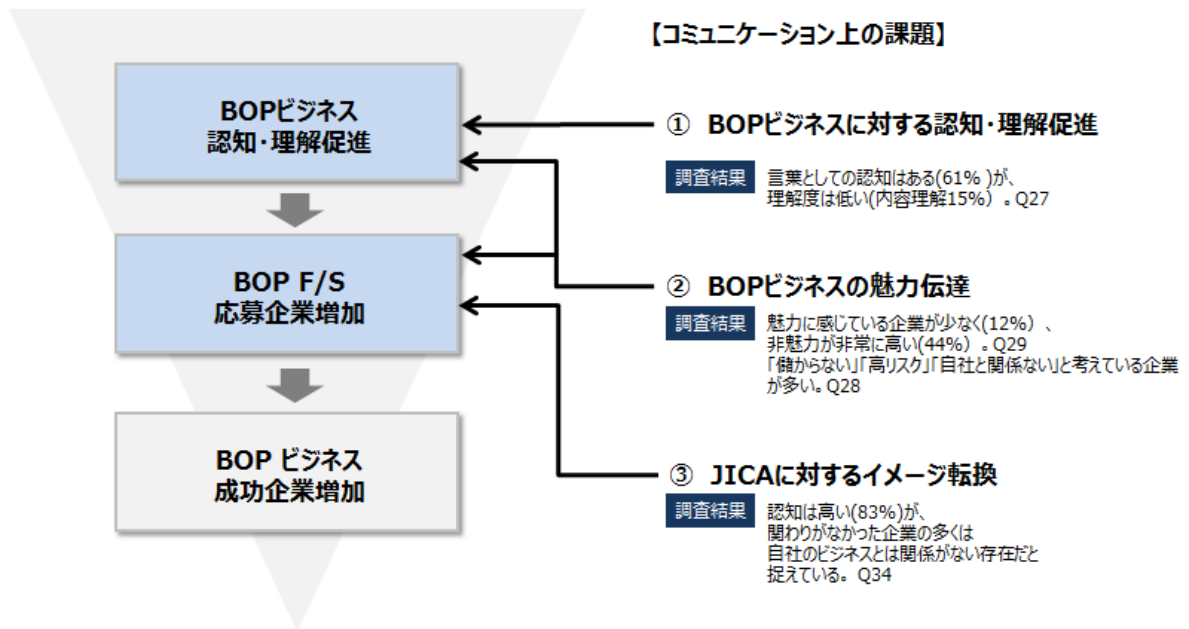 【コミュニケーション上の課題】
BOPビジネス
認知・理解促進
① BOPビジネスに対する認知・理解促進
調査結果 言葉としての認知はある(61% )が、
理解度は低い(内容理解15%）。Q27
BOP F/S
応募企業増加
② BOPビジネスの魅力伝達
調査結果 魅力に感じている企業が少なく(12%）、
非魅力が非常に高い(44%）。Q29
「儲からない」「高リスク」「自社と関係ない」と考えている企業
が多い。Q28
BOP ビジネス
成功企業増加
③ JICAに対するイメージ転換
調査結果 認知は高い(83%)が、
関わりがなかった企業の多くは
自社のビジネスとは関係がない存在だと
捉えている。Q34